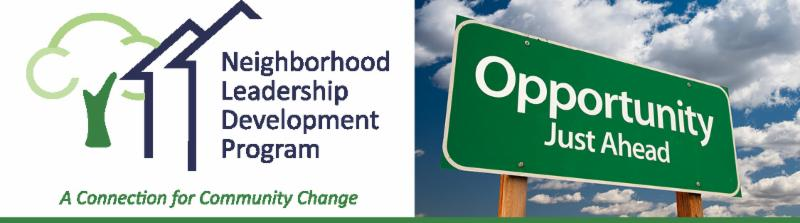 Neighborhood
Leadership
Development
Program
A Connection for Community Change
Opportunity
Just Ahead